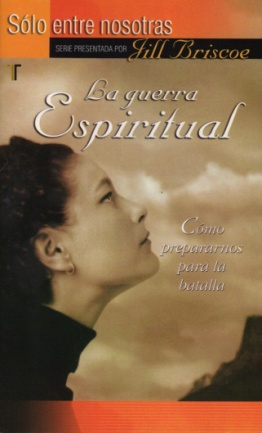 Sólo entre nosotras
SERIE PRESENTADA POR Jill Briscoe
T
La guerra
Espiritual
Cómo
prepararnos
para la
batalla